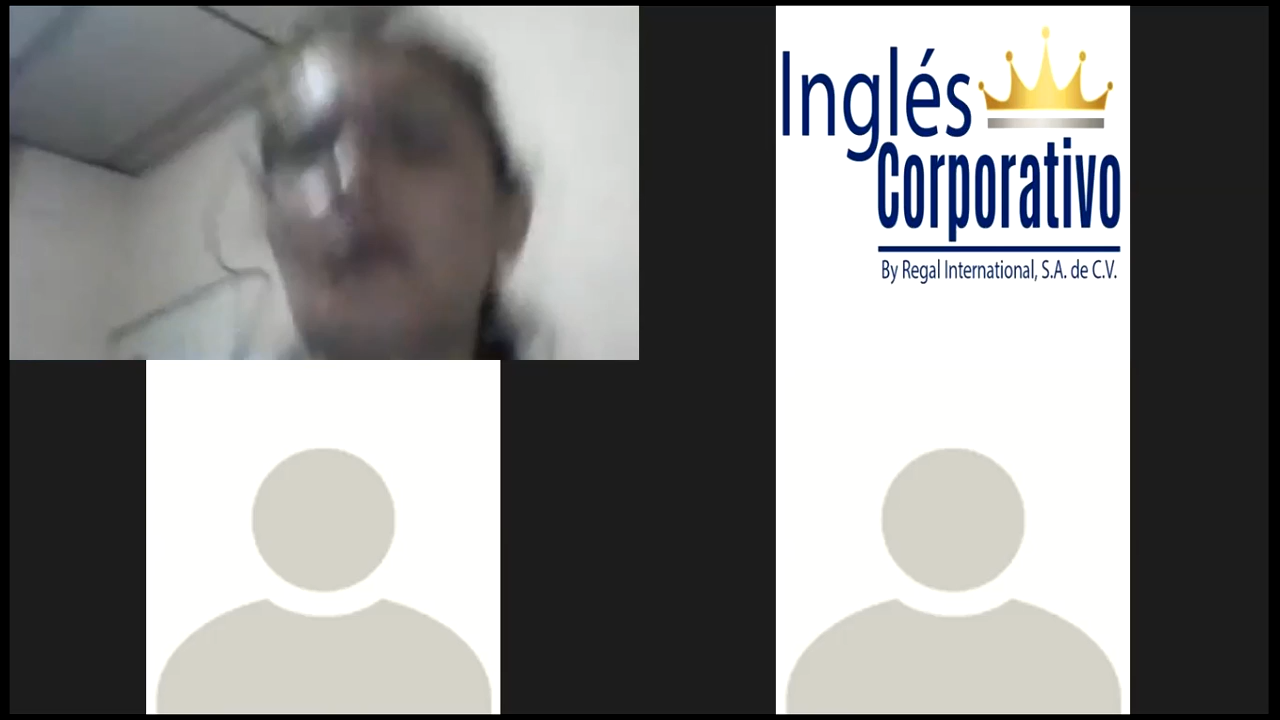 Inglés
Corporativo
By Regal International, S.A. de C.V.